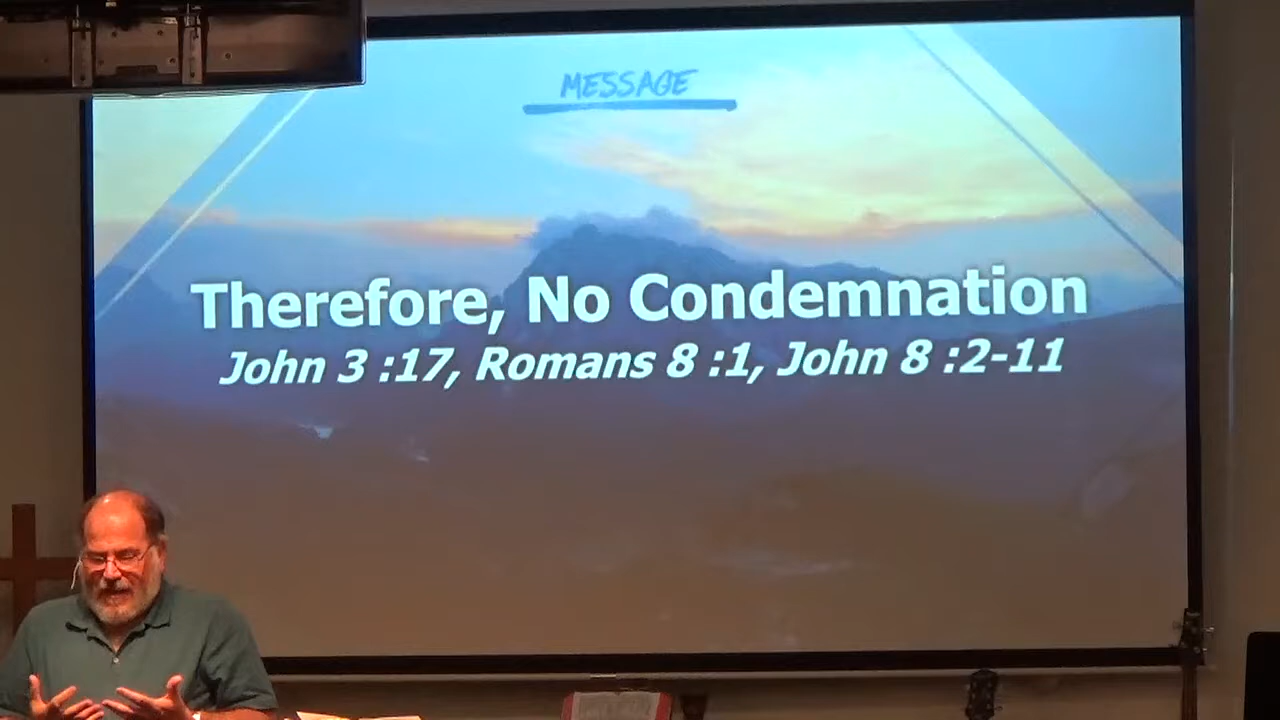 MESSAGE
Therefore, No Condemnation
John 3 :17, Romans 8 :1, John 8 :2-11